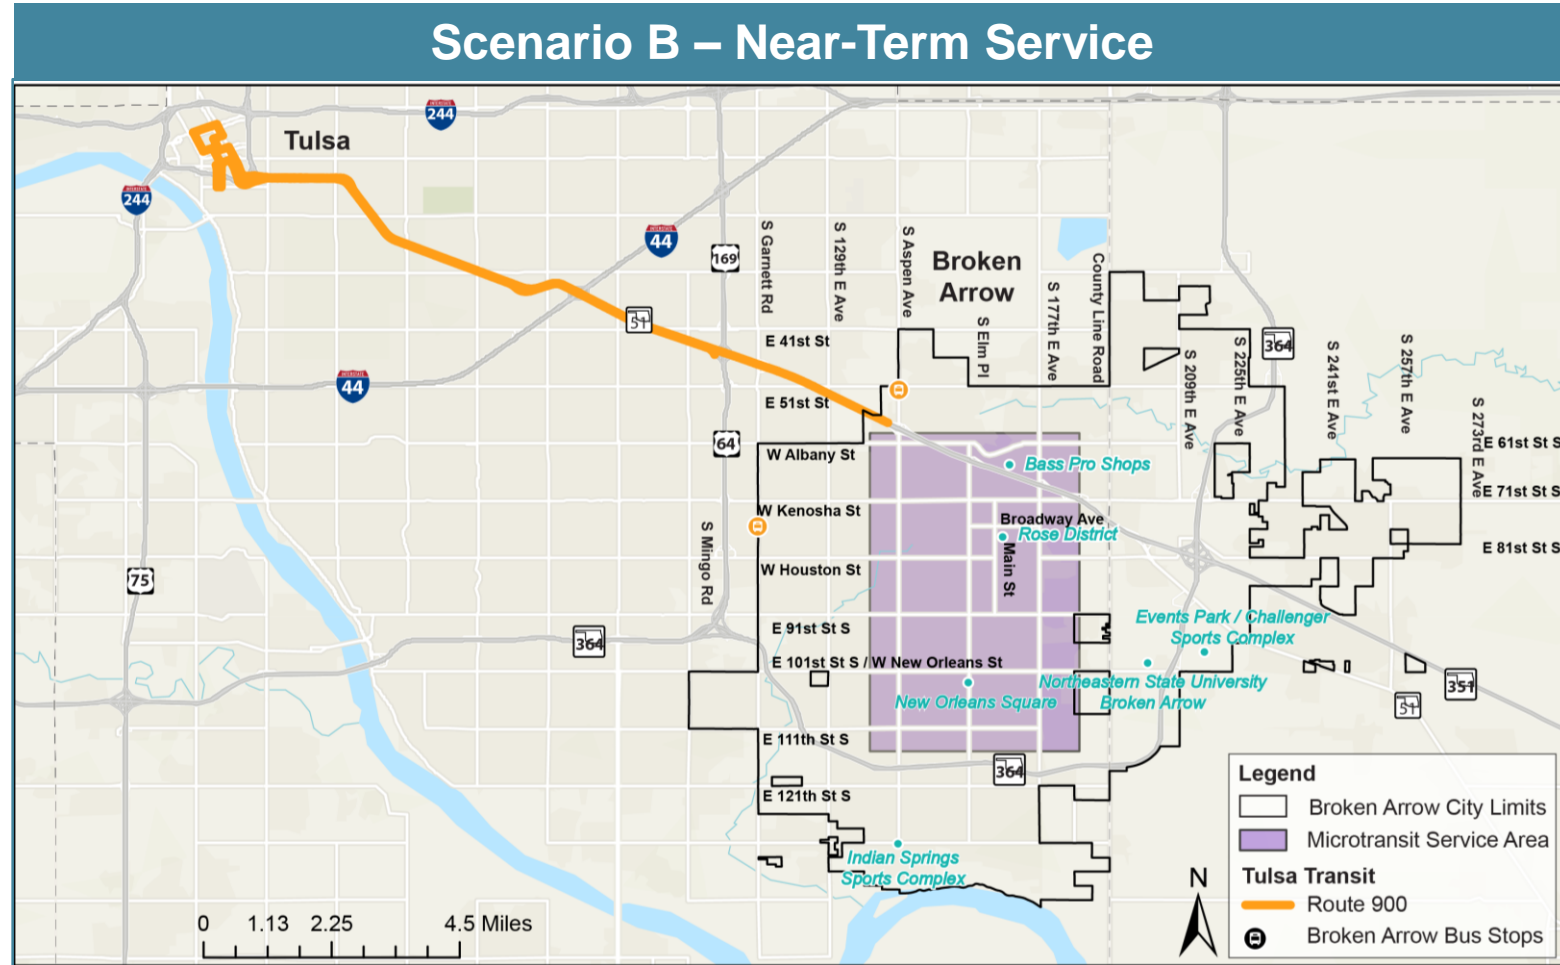 Scenario B – Near-Term Service
INTERSTATE
244
Tulsa
INTERSTATE
244
INTERSTATE
44
169
S Garnett Rd
S 129th E Ave
S Aspen Ave
Broken
Arrow
S Elm Pl
S 177th E Ave
County Line Road
51
E 41st St
364
S 209th E Ave
S 225th E Ave
S 241st E Ave
S 257th E Ave
INTERSTATE
44
E 51st St
S 273rd E Ave
64
W Albany St
E 61st St S
Bass Pro Shops
E 71st St S
W Kenosha St
Broadway Ave
Rose District
S Mingo Rd
Main St
E 81st St S
75
W Houston St
E 91st St S
Events Park / Challenger
Sports Complex
364
E 101st St S / W New Orleans St
Northeastern State University
Broken Arrow
New Orleans Square
351
51
E 111th St S
364
E 121th St S
Indian Springs
Sports Complex
Legend
Broken Arrow City Limits
Microtransit Service Area
Tulsa Transit
Route 900
Broken Arrow Bus Stops
N
0 1.13 2.25 4.5 Miles